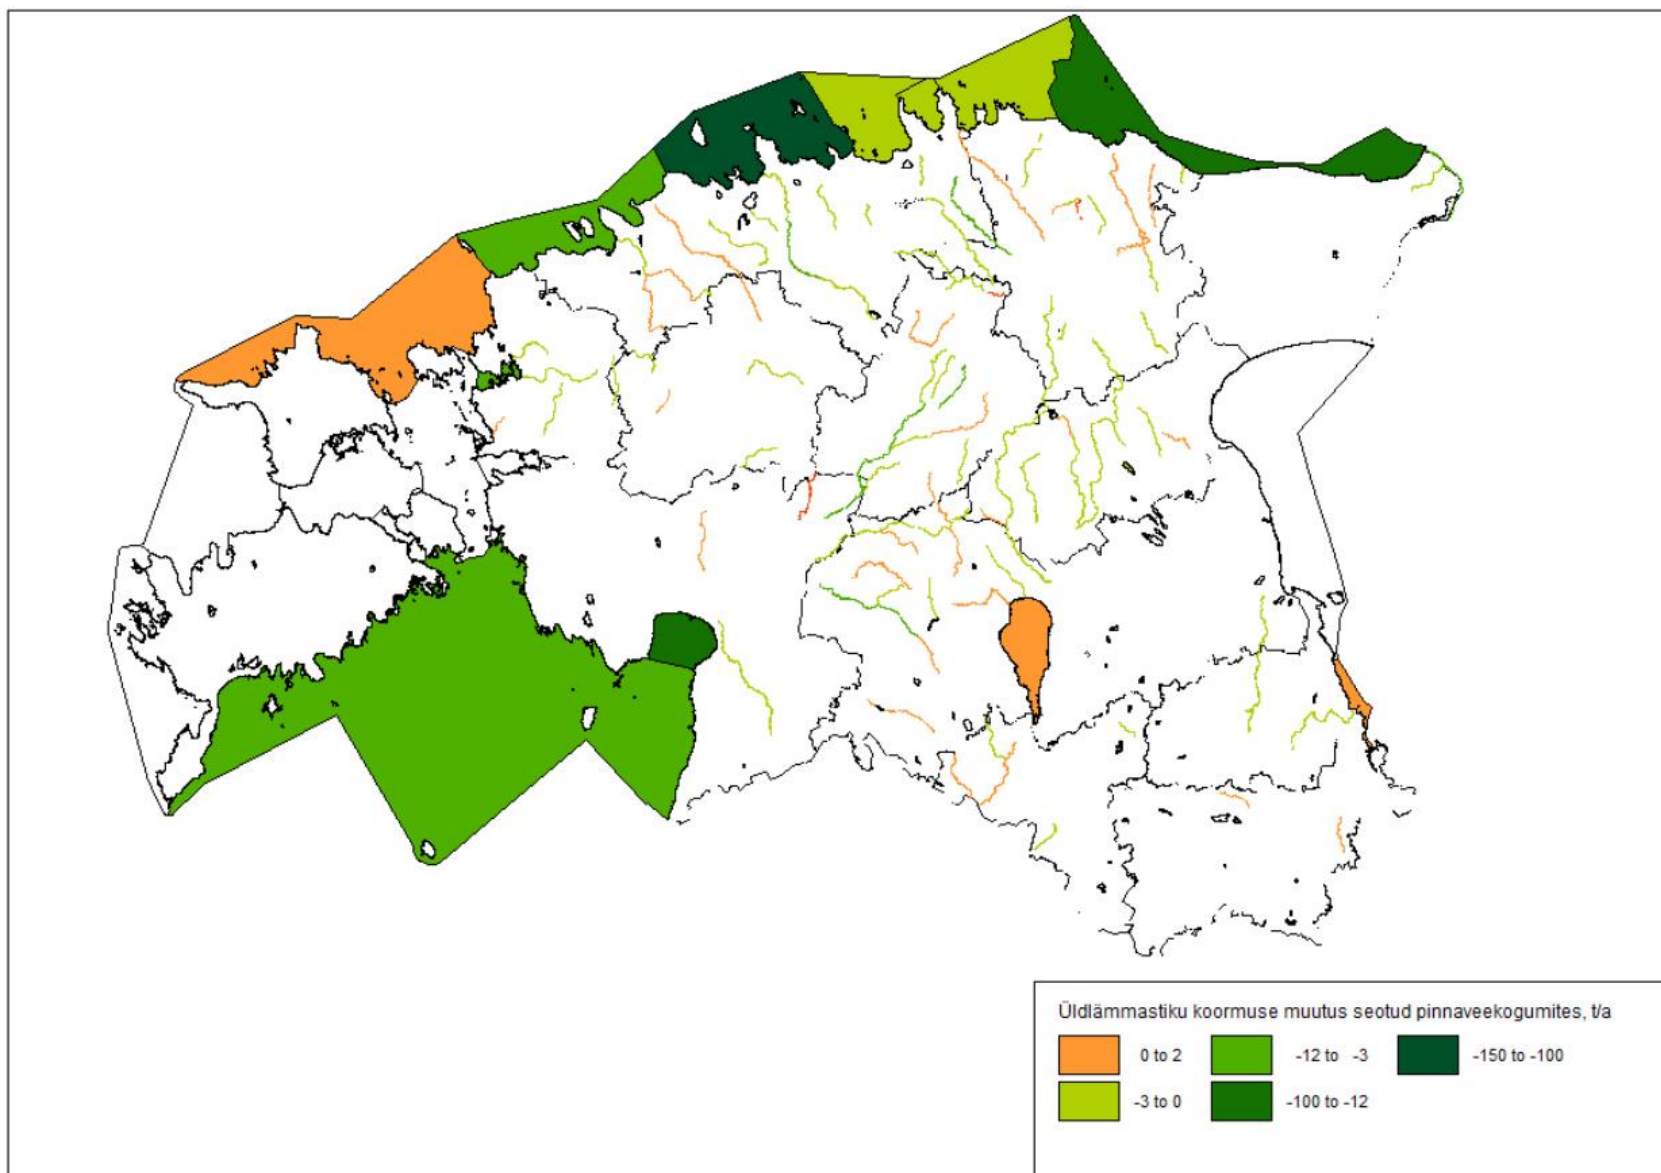 Üldlämmastiku koormuse muutus seotud pinnaveekogumites, t/a
0 to 2 -12 to -3 -150 to -100
-3 to 0 -100 to -12